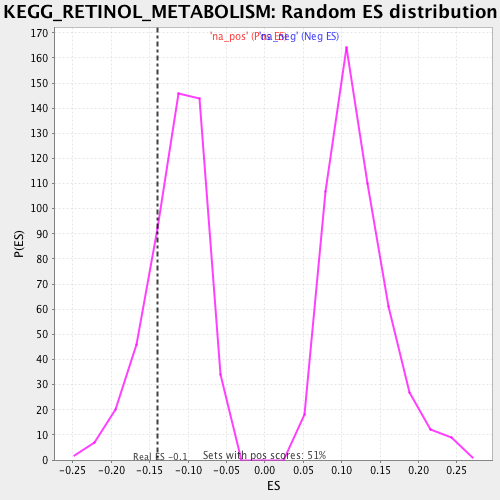 KEGG_RETINOL_METABOLISM: Random ES distribution
'na_pos' (Pos ES) 'na_neg' (Neg ES)
170
160
150
140
130
120
110
100
90
80
70
60
50
40
30
20
10
0
P(ES)
Real ES -0.1
Sets with pos scores: 51%
-0.25 -0.20 -0.15 -0.10 -0.05 0.00 0.05 0.10 0.15 0.20 0.25
ES